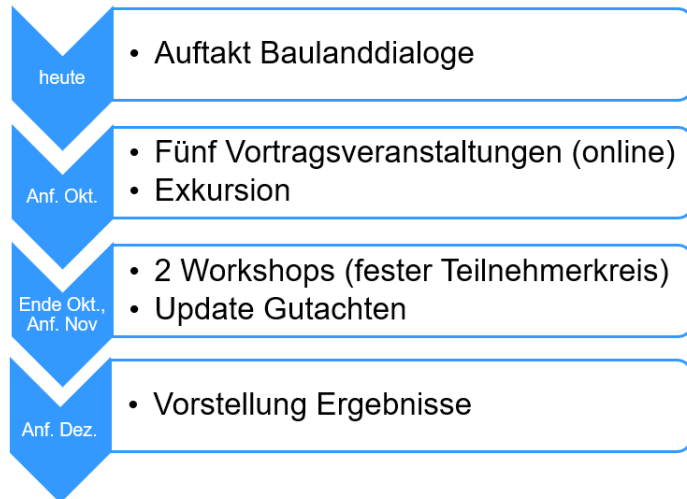 heute
• Auftakt Baulanddialoge
Anf. Okt.
• Fünf Vortragsveranstaltungen (online)
• Exkursion
Ende Okt.,
Anf. Nov
• 2 Workshops (fester Teilnehmerkreis)
• Update Gutachten
Anf. Dez.
• Vorstellung Ergebnisse